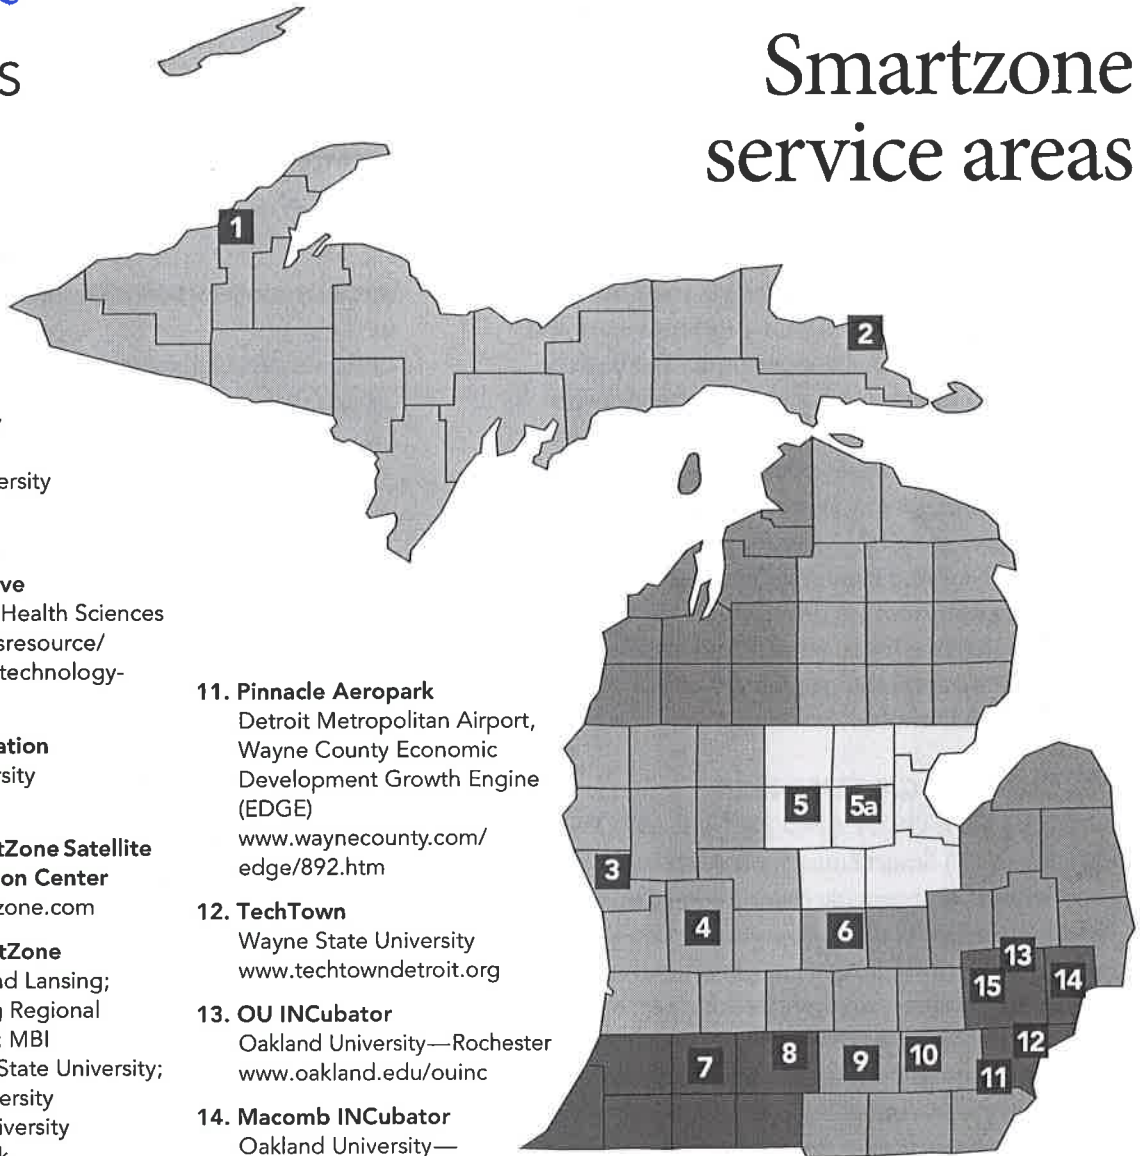 s
Smartzone
service areas
1
2
ersity
ve
Health Sciences
sresource/
technology-
ation
rsity
tZone Satellite
on Center
zone.com
tZone
nd Lansing;
g Regional
; MBI
State University;
ersity
iversity
k
11. Pinnacle Aeropark
Detroit Metropolitan Airport,
Wayne County Economic
Development Growth Engine
(EDGE)
www.waynecounty.com/
edge/892.htm
12. TechTown
Wayne State University
www.techtowndetroit.org
13. OU INCubator
Oakland University—Rochester
www.oakland.edu/ouinc
14. Macomb INCubator
Oakland University—
5 5a
3
4 6
13
15 14
12
7 8 9 10
11